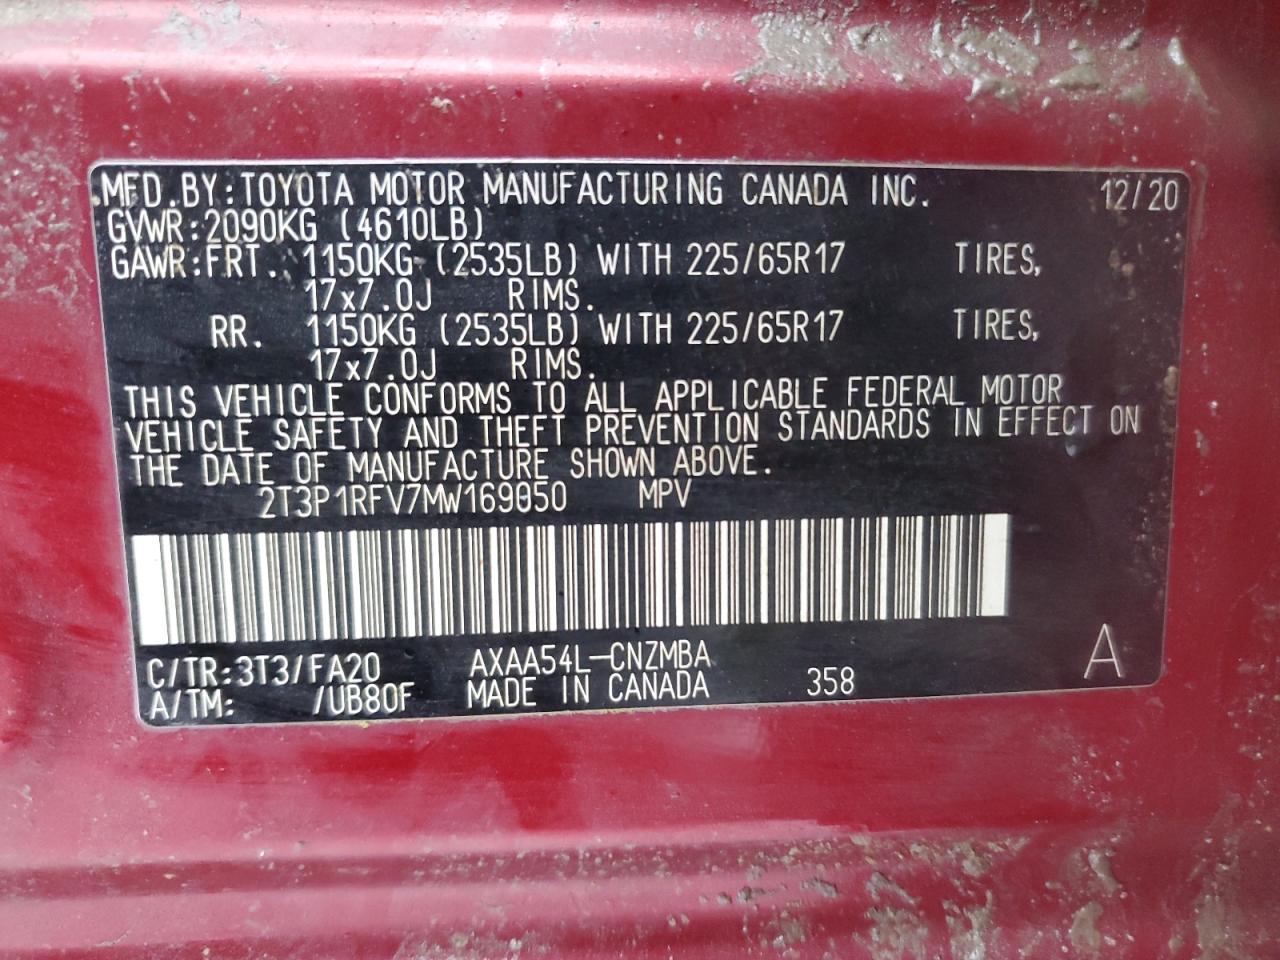 MFD.BY:TOYOTA MOTOR MANUFACTURING CANADA INC. 12/20
GVWR:2090KG (4610LB)
GAWR:FRT. 1150KG (2535LB) WITH 225/65R17 TIRES,
17x7.0J RIMS.
RR. 1150KG (2535LB) WITH 225/65R17 TIRES,
17x7.0J RIMS.
THIS VEHICLE CONFORMS TO ALL APPLICABLE FEDERAL MOTOR
VEHICLE SAFETY AND THEFT PREVENTION STANDARDS IN EFFECT ON
THE DATE OF MANUFACTURE SHOWN ABOVE.
2T3P1RFV7MW169050 MPV
C/TR:3T3/FA20 AXAA54L-CNZMBA A
A/TM: /UB80F MADE IN CANADA 358